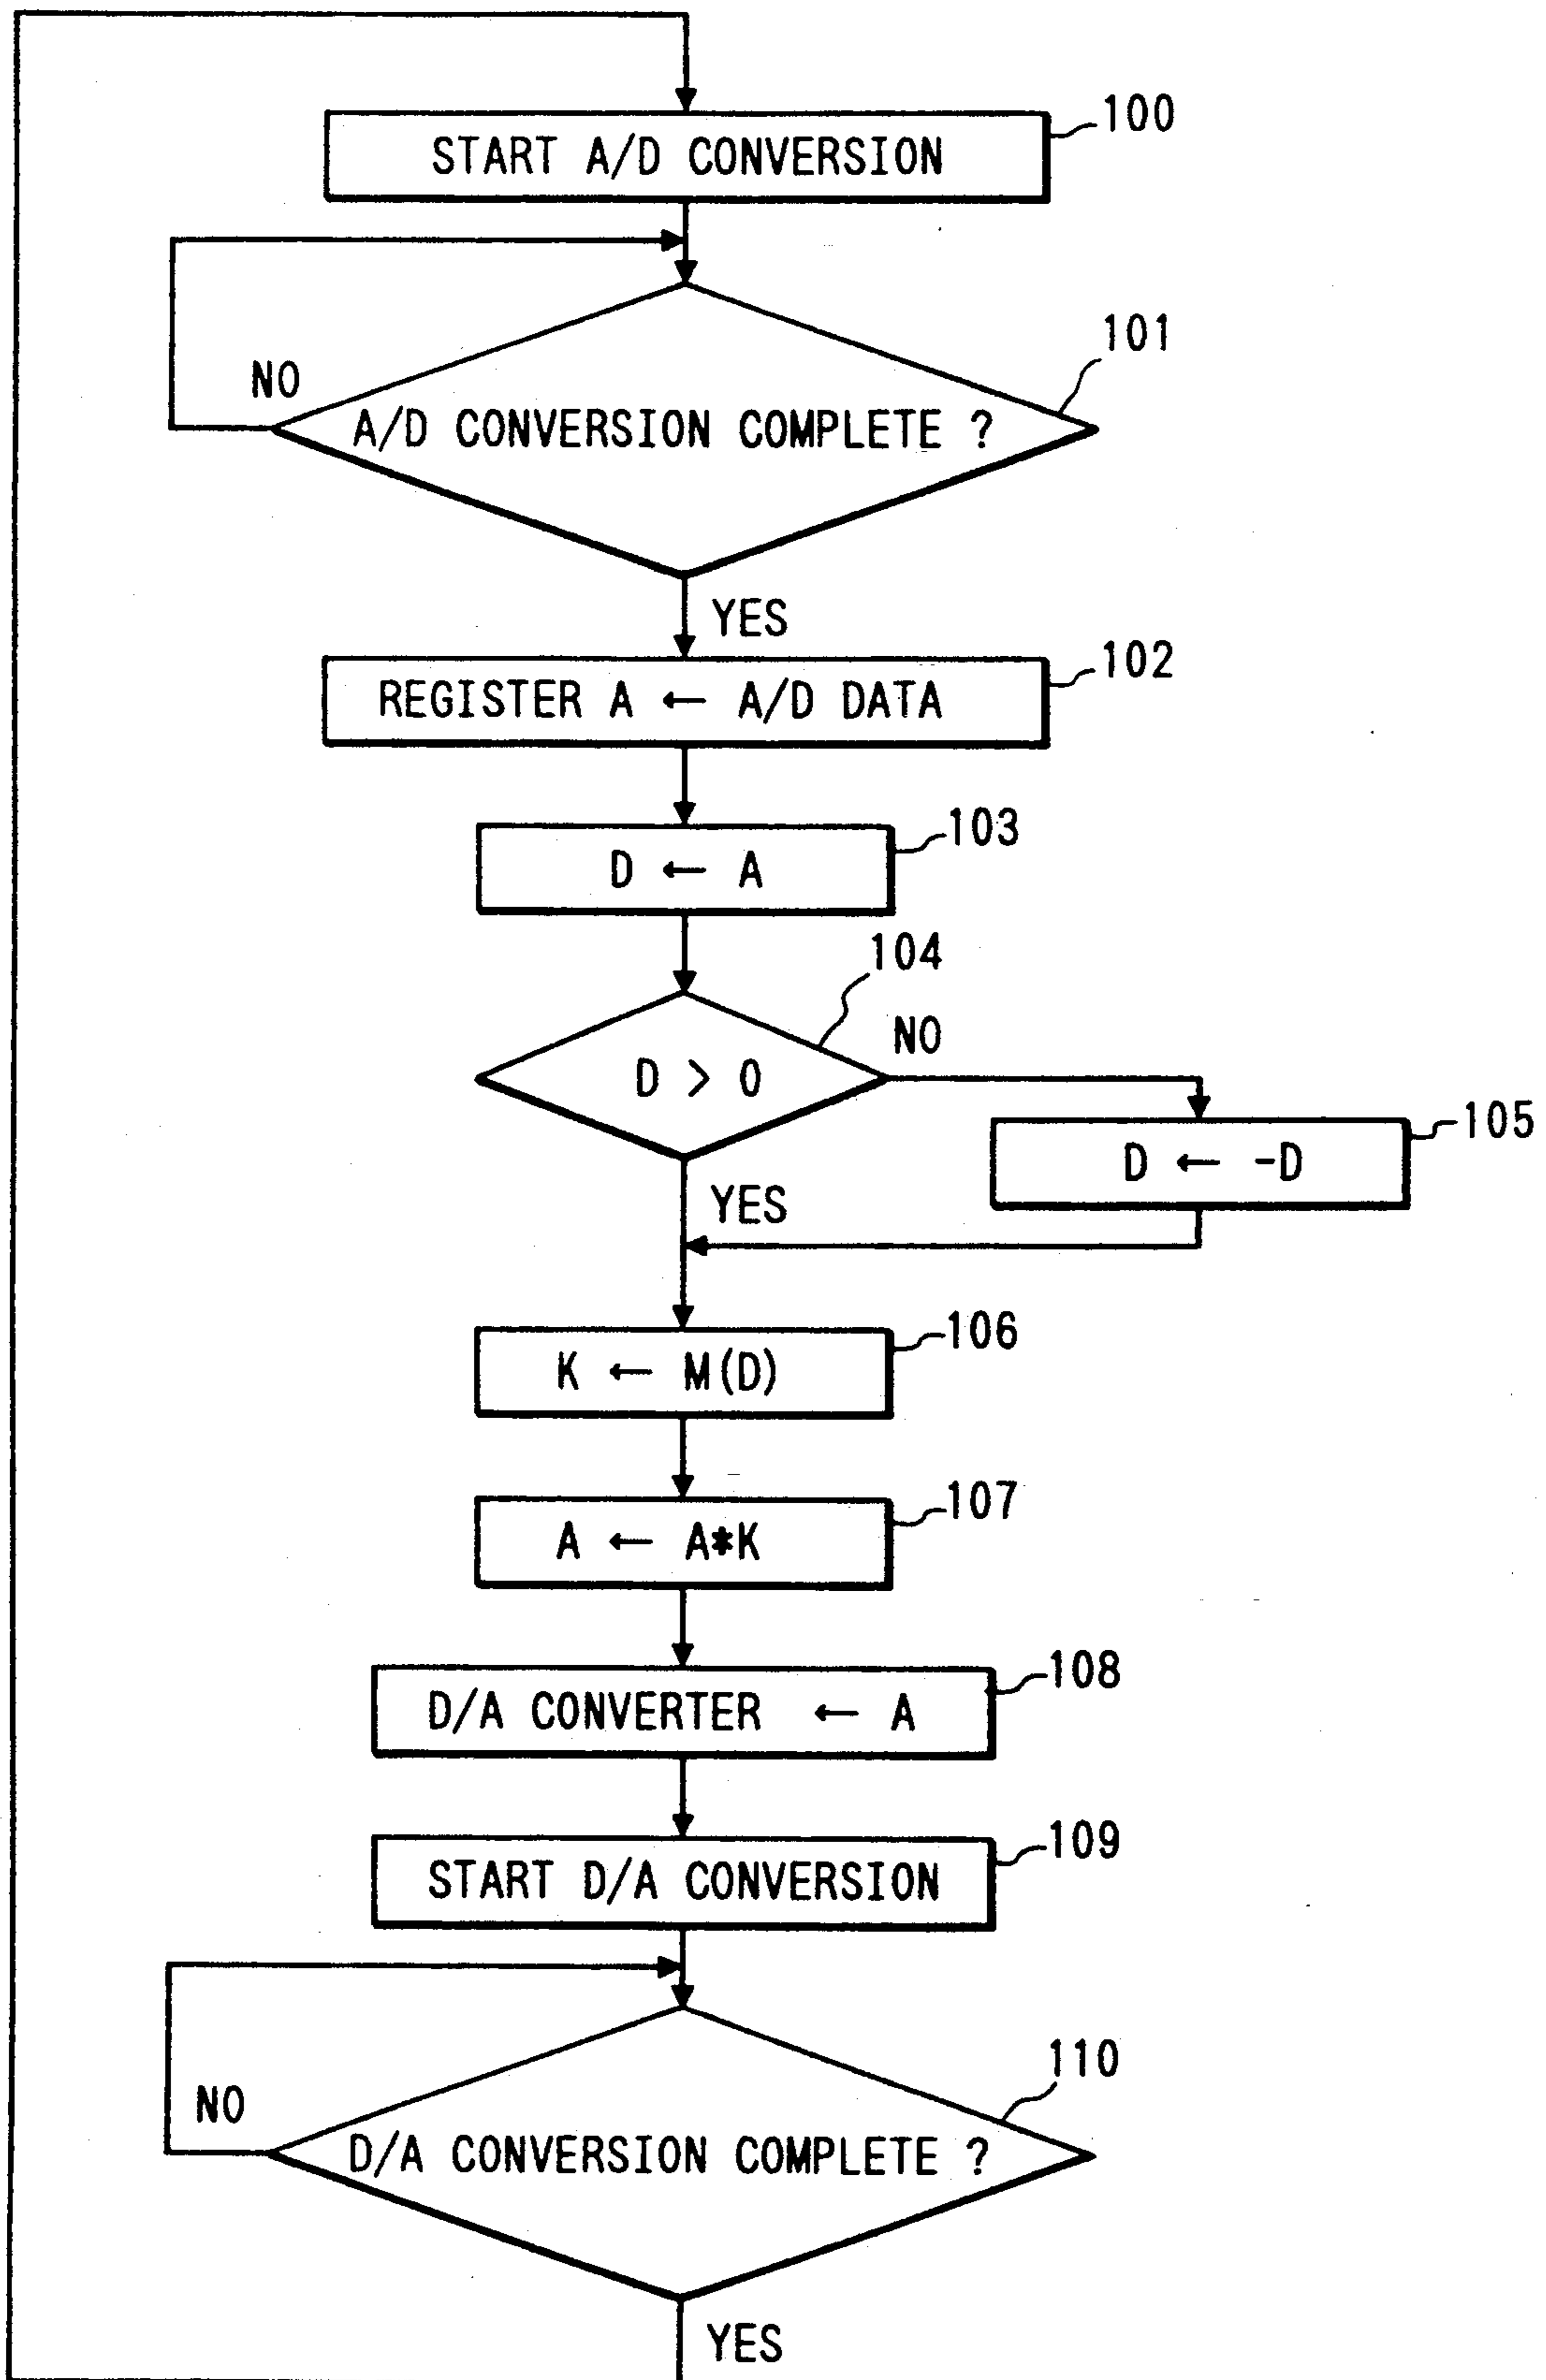 100
START A/D CONVERSION
101
NO
A/D CONVERSION COMPLETE ?
YES
102
REGISTER A ← A/D DATA
103
D ← A
104
NO
D > 0
105
D ← -D
YES
106
K ← M(D)
107
A ← A*K
108
D/A CONVERTER ← A
109
START D/A CONVERSION
110
NO
D/A CONVERSION COMPLETE ?
YES